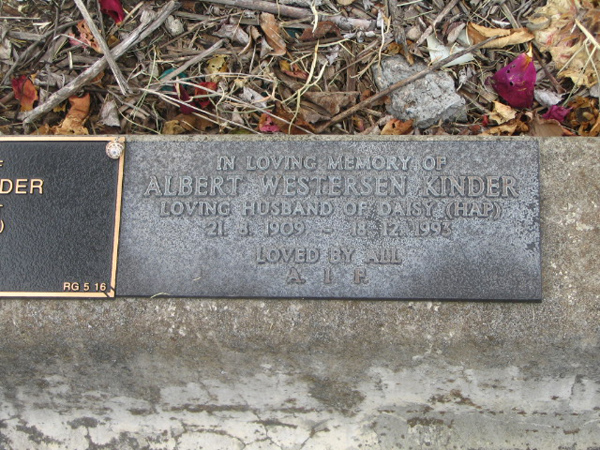 IN LOVING MEMORY OF
ALBERT WESTERSEN KINDER
LOVING HUSBAND OF DAISY (HAP)
21. 8. 1909 - 18. 12. 1993
LOVED BY ALL
A. I. P.
NDER
)
RG 5 16